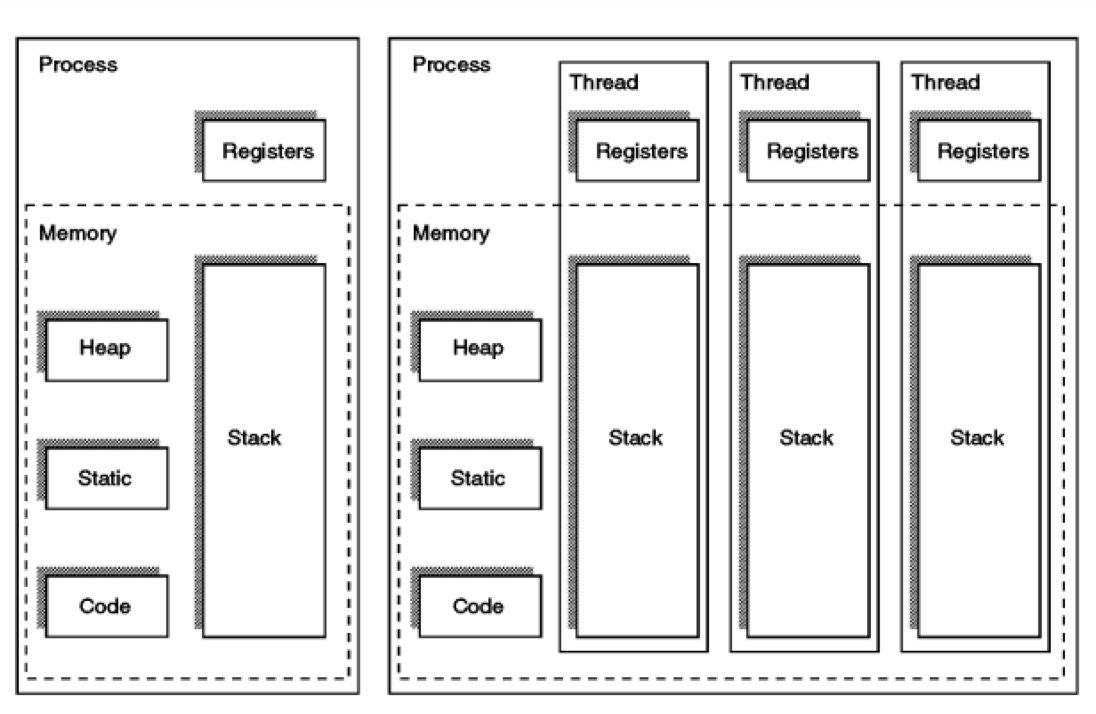 Process
Registers
Memory
Heap
Stack
Static
Code
Process
Thread
Thread
Thread
Registers
Registers
Registers
Memory
Heap
Stack
Stack
Stack
Static
Code